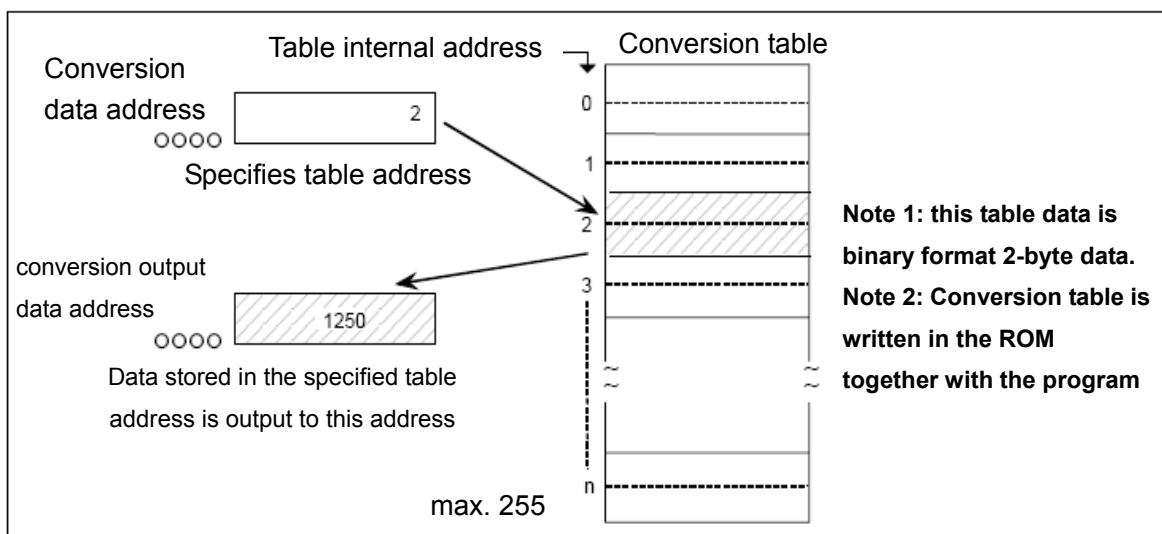 Table internal address
Conversion table
Conversion
data address
2
○○○○
Specifies table address
0
1
2
3
n
conversion output
data address
1250
○○○○
Data stored in the specified table
address is output to this address
max. 255
Note 1: this table data is
binary format 2-byte data.
Note 2: Conversion table is
written in the ROM
together with the program